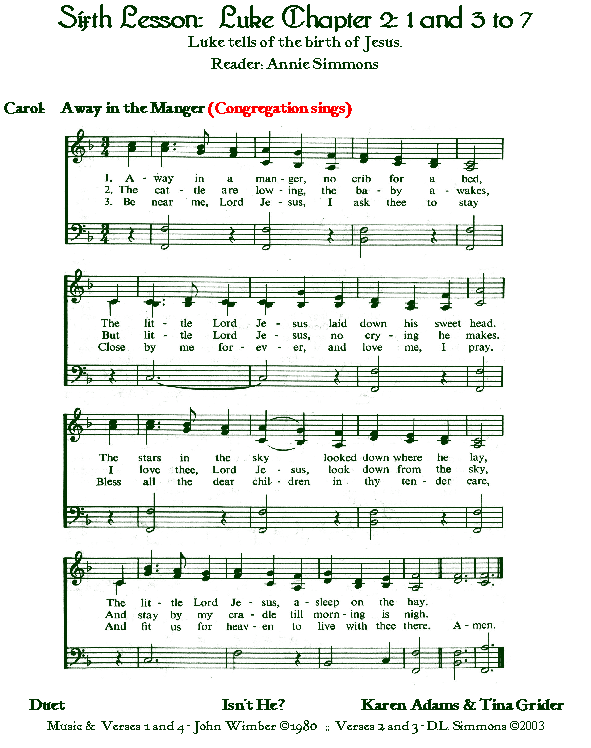 Sixth Lesson: Luke Chapter 2: 1 and 3 to 7
Luke tells of the birth of Jesus.
Reader: Annie Simmons
Carol: Away in the Manger (Congregation sings)
1. A - way in a man - ger, no crib for a bed,
2. The cat - tle are low - ing, the ba - by a - wakes,
3. Be near me, Lord Je - sus, I ask thee to stay
The lit - tle Lord Je - sus laid down his sweet head.
But lit - tle Lord Je - sus, no cry - ing he makes.
Close by me for - ev - er, and love me, I pray.
The stars in the sky looked down where he lay,
I love thee, Lord Je - sus, look down from the sky,
Bless all the dear chil - dren in thy ten - der care,
The lit - tle Lord Je - sus, a - sleep on the hay.
And stay by my cra - dle till morn - ing is nigh.
And fit us for heav - en to live with thee there. A - men.
Duet Isn't He? Karen Adams & Tina Grider
Music & Verses 1 and 4 - John Wimber ©1980 ;; Verses 2 and 3 - D.L. Simmons ©2003